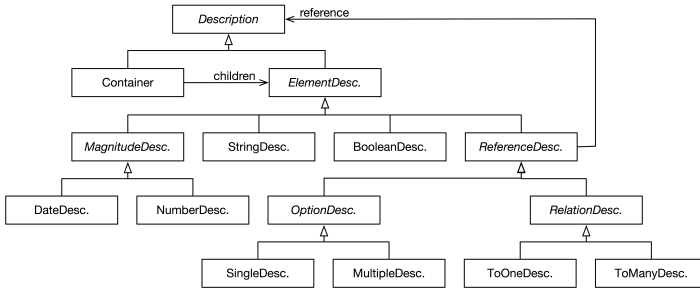 Description
reference
Container
children
ElementDesc.
MagnitudeDesc.
StringDesc.
BooleanDesc.
ReferenceDesc.
DateDesc.
NumberDesc.
OptionDesc.
RelationDesc.
SingleDesc.
MultipleDesc.
ToOneDesc.
ToManyDesc.